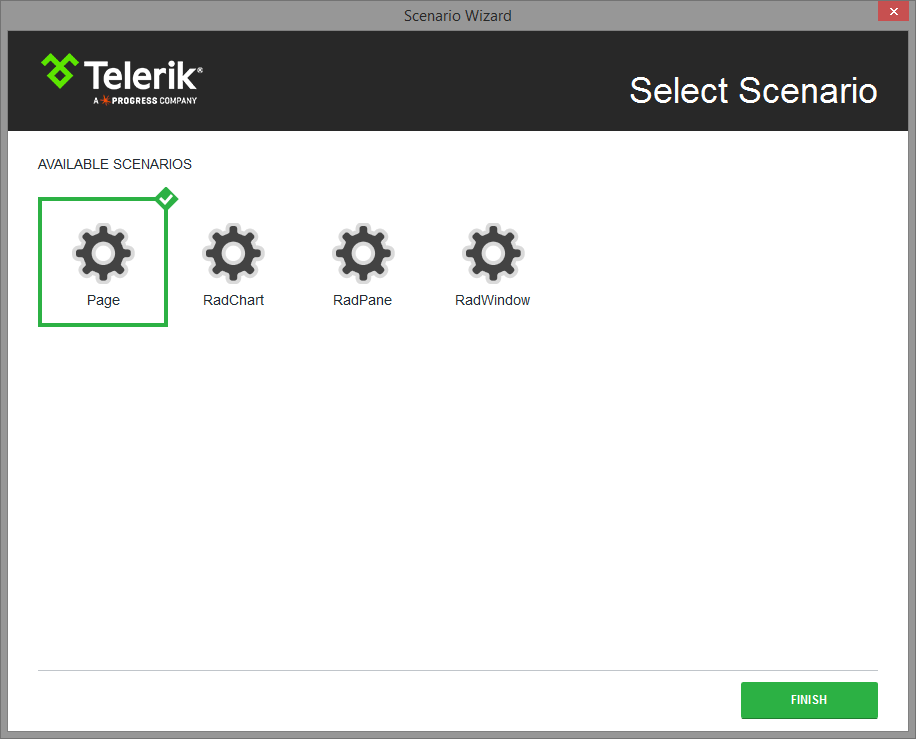 Scenario Wizard
Telerik®
A PROGRESS COMPANY
Select Scenario
AVAILABLE SCENARIOS
Page
RadChart
RadPane
RadWindow
FINISH